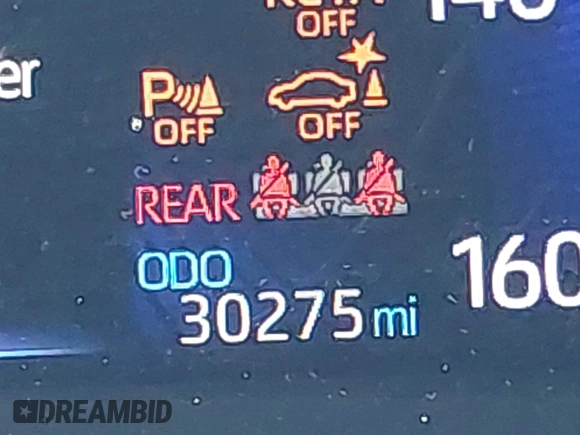 OFF
140
er
P
OFF
OFF
REAR
ODO
160
30275 mi
DREAMBID